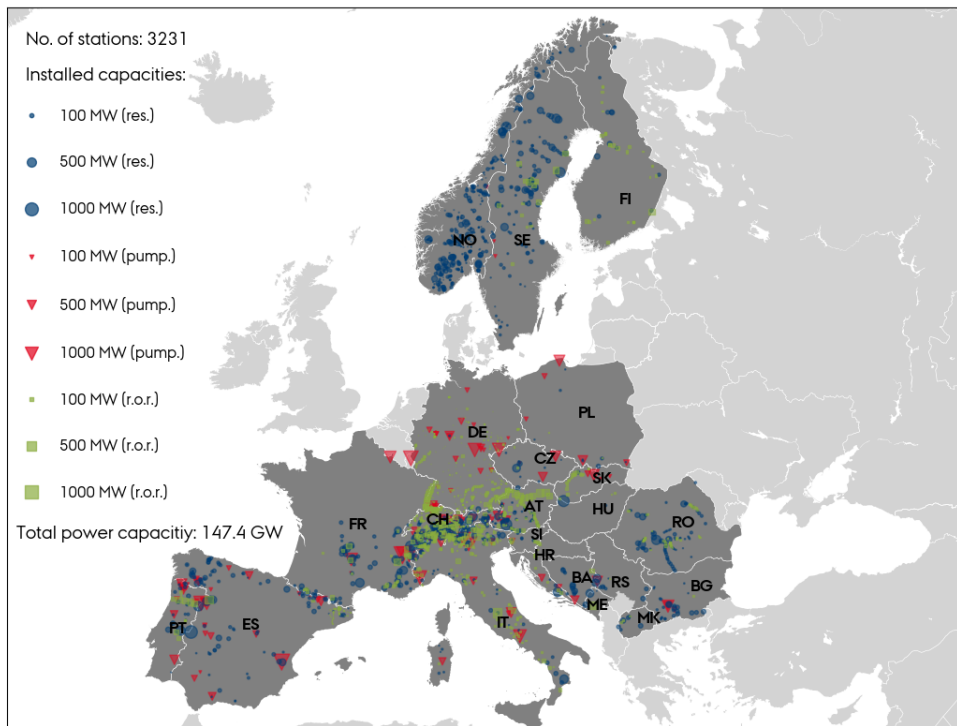 No. of stations: 3231
Installed capacities:
100 MW (res.)
500 MW (res.)
1000 MW (res.)
100 MW (pump.)
500 MW (pump.)
1000 MW (pump.)
100 MW (r.o.r.)
500 MW (r.o.r.)
1000 MW (r.o.r.)
Total power capacitiy: 147.4 GW
FI
NO
SE
PL
DE
CZ
SK
AT
HU
FR
CH
RO
SI
HR
BA
RS
BG
ME
MK
IT
ES
PT